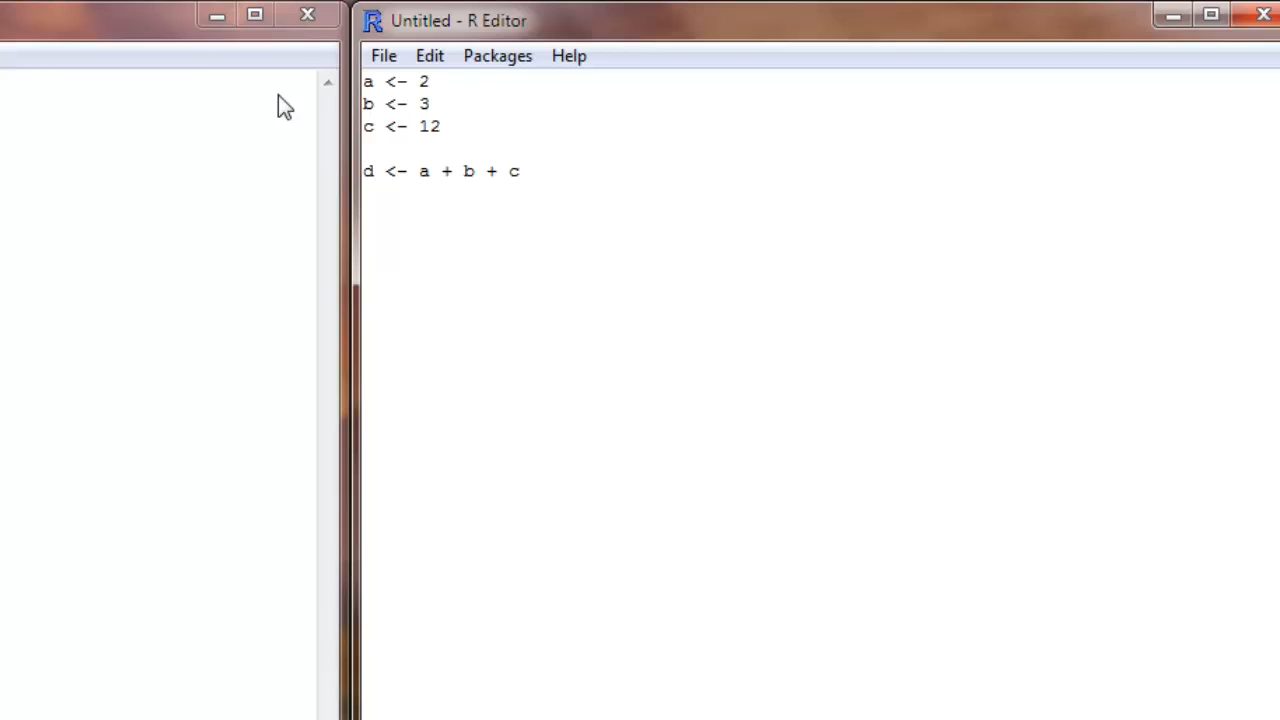 Untitled - R Editor
File Edit Packages Help
a <- 2
b <- 3
c <- 12
d <- a + b + c